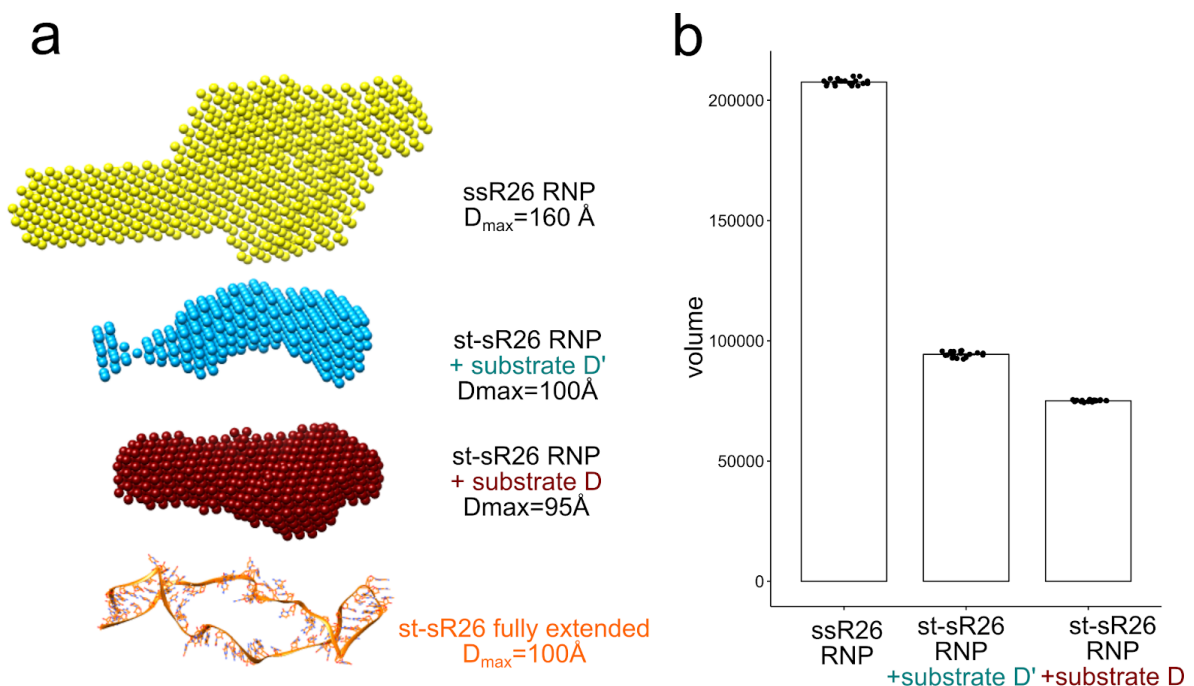 a
ssR26 RNP
Dmax=160 Å
st-sR26 RNP
+ substrate D'
Dmax=100Å
st-sR26 RNP
+ substrate D
Dmax=95Å
st-sR26 fully extended
Dmax=100Å
b
volume
200000
150000
100000
50000
0
ssR26
RNP
st-sR26
RNP
+substrate D'
st-sR26
RNP
+substrate D